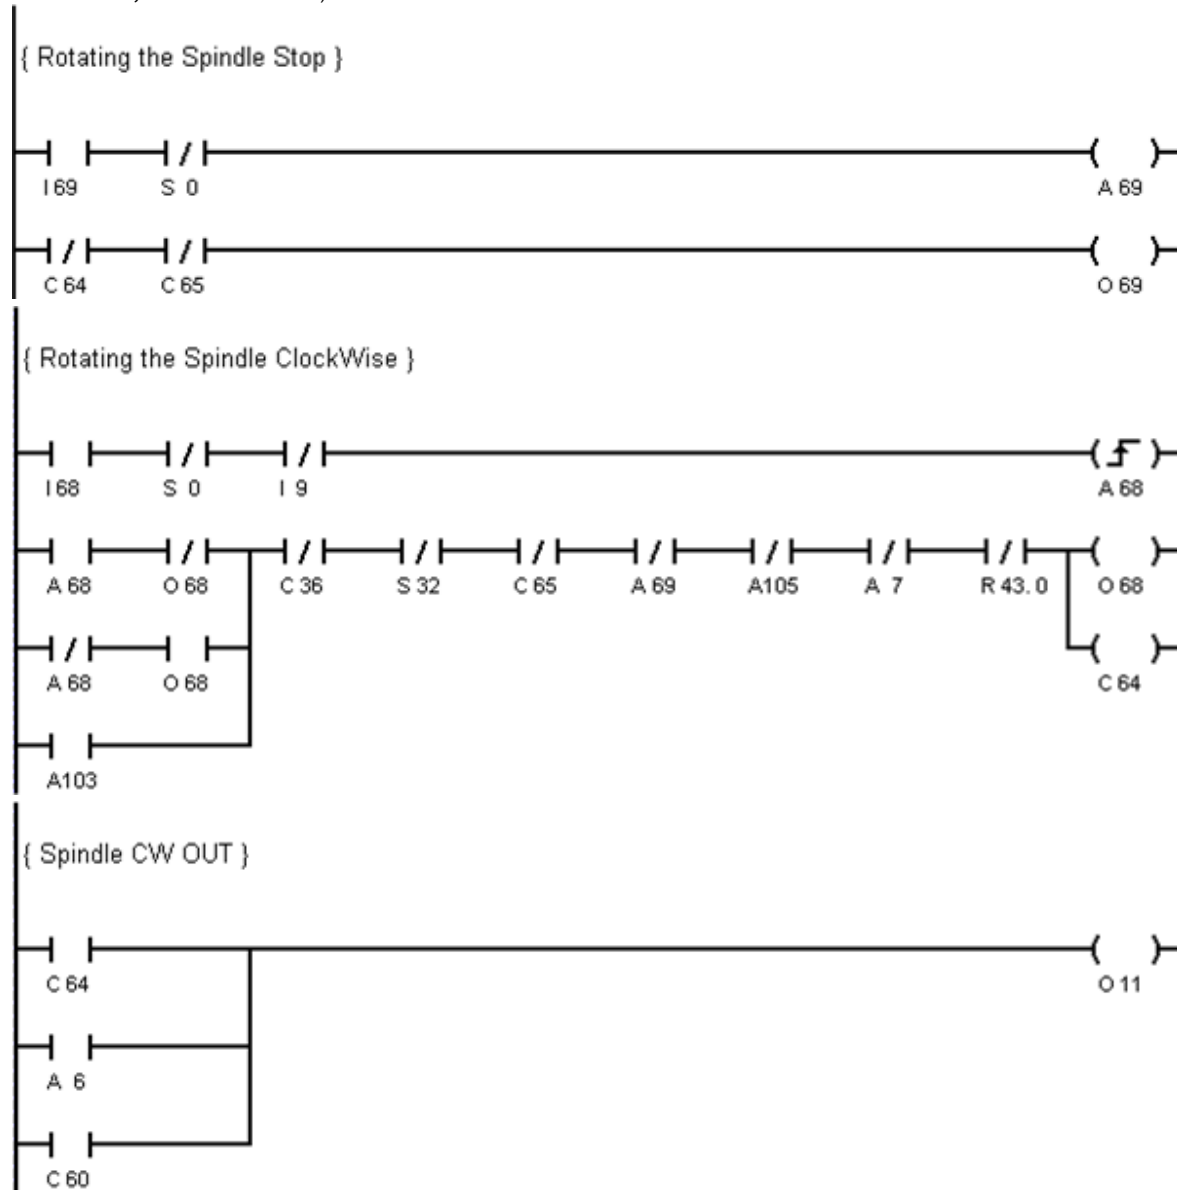 { Rotating the Spindle Stop }
I 69 S 0 A 69
C 64 C 65 O 69
{ Rotating the Spindle ClockWise }
I 68 S 0 I 9 A 68
A 68 O 68 C 36 S 32 C 65 A 69 A105 A 7 R 43. 0 O 68
A 68 O 68 C 64
A103
{ Spindle CW OUT }
C 64 O 11
A 6
C 60